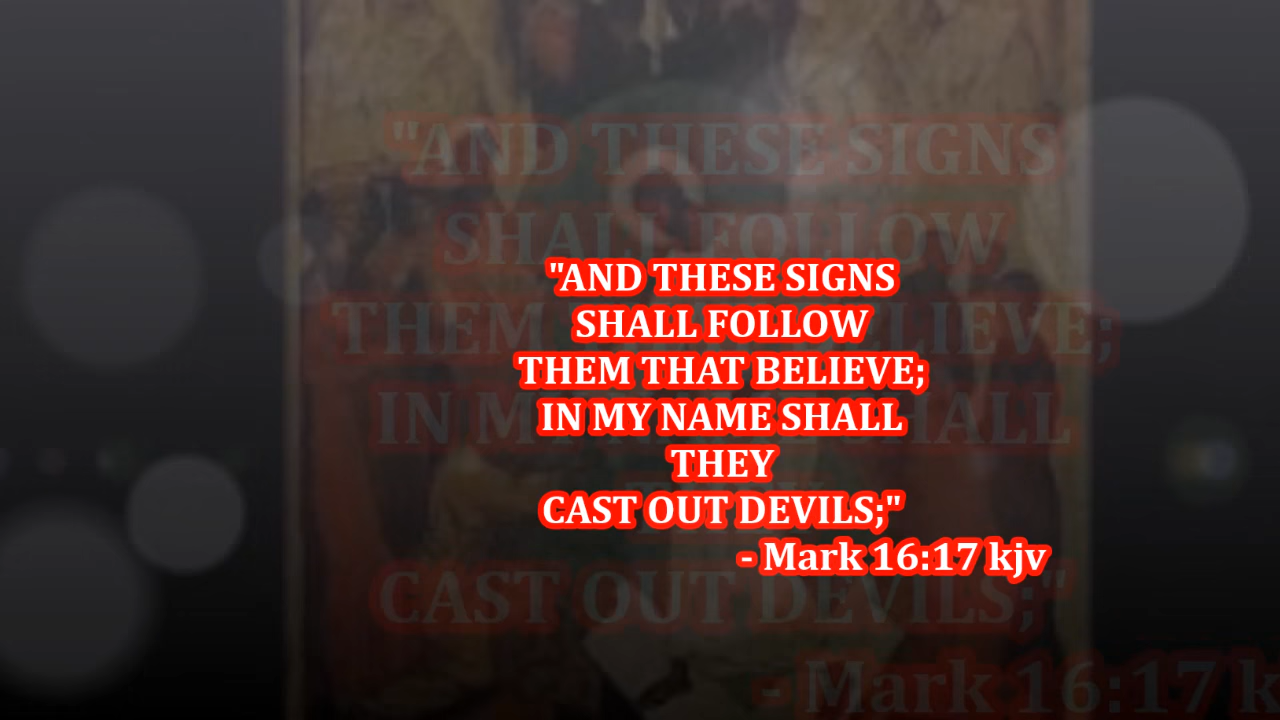 "AND THESE SIGNS
SHALL FOLLOW
THEM THAT BELIEVE;
IN MY NAME SHALL
THEY
CAST OUT DEVILS;"
- Mark 16:17 kjv